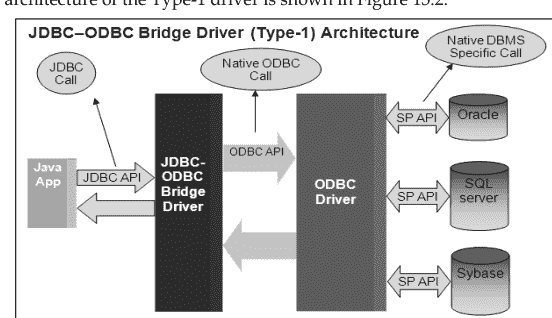 architecture of the Type-1 driver is shown in Figure 15.2.
JDBC–ODBC Bridge Driver (Type-1) Architecture
JDBC
Call
Native ODBC
Call
Native DBMS
Specific Call
Java
App
JDBC API
JDBC-
ODBC
Bridge
Driver
ODBC API
ODBC
Driver
SP API
Oracle
SP API
SQL
server
SP API
Sybase